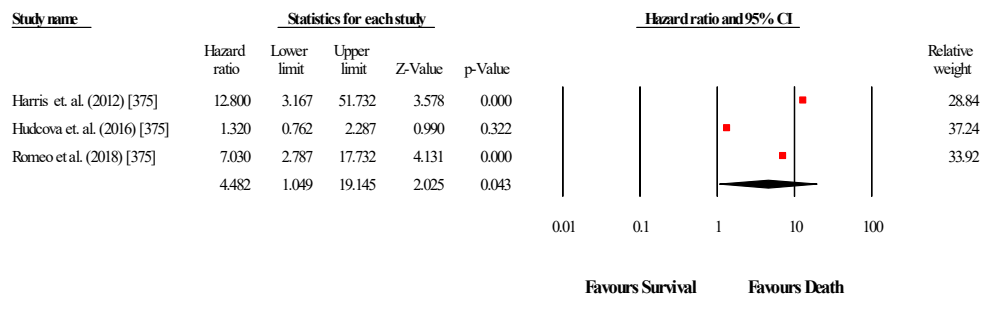 Study name Statistics for each study Hazard ratio and 95% CI
Hazard Lower Upper Relative
ratio limit limit Z-Value p-Value weight
Harris et. al. (2012) [375] 12.800 3.167 51.732 3.578 0.000 28.84
Hudcova et. al. (2016) [375] 1.320 0.762 2.287 0.990 0.322 37.24
Romeo et al. (2018) [375] 7.030 2.787 17.732 4.131 0.000 33.92
4.482 1.049 19.145 2.025 0.043
0.01 0.1 1 10 100
Favours Survival Favours Death